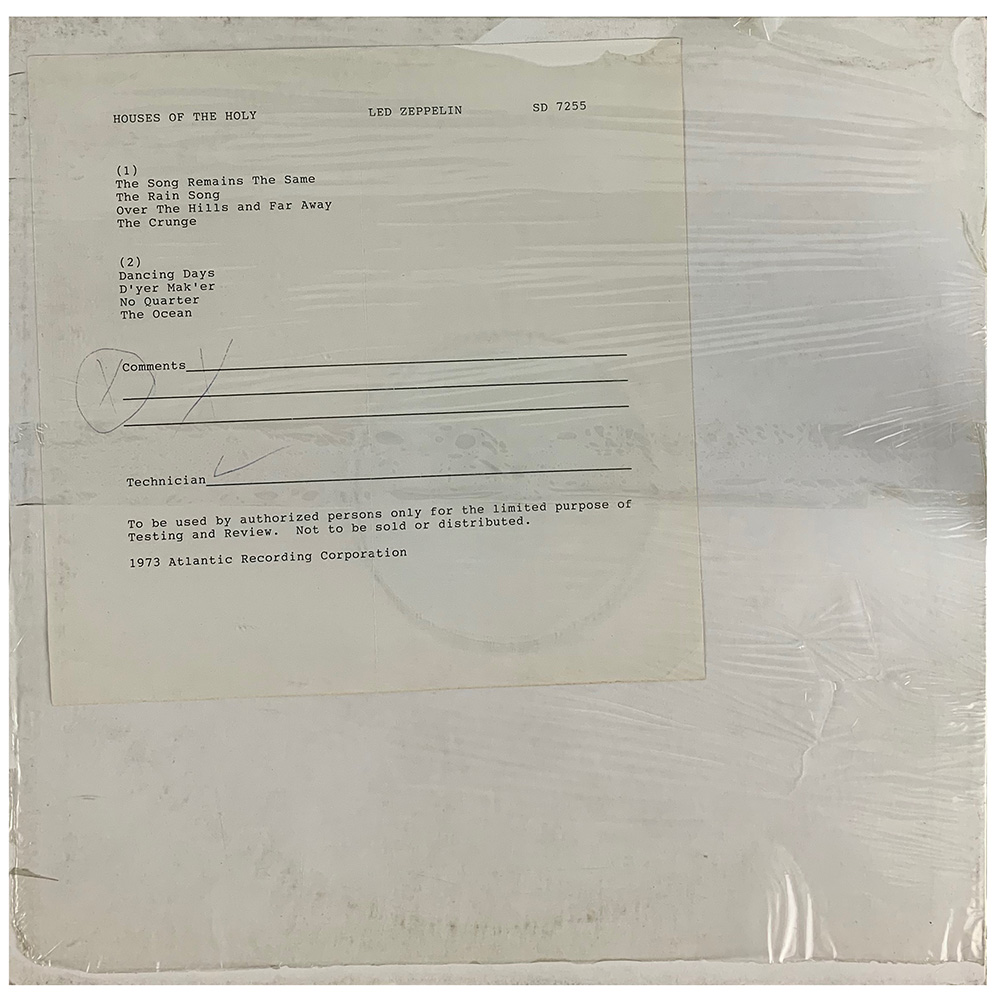 HOUSES OF THE HOLY LED ZEPPELIN SD 7255
(1)
The Song Remains The Same
The Rain Song
Over The Hills and Far Away
The Crunge
(2)
Dancing Days
D'yer Mak'er
No Quarter
The Ocean
X Comments X
Technician ✓
To be used by authorized persons only for the limited purpose of
Testing and Review. Not to be sold or distributed.
1973 Atlantic Recording Corporation